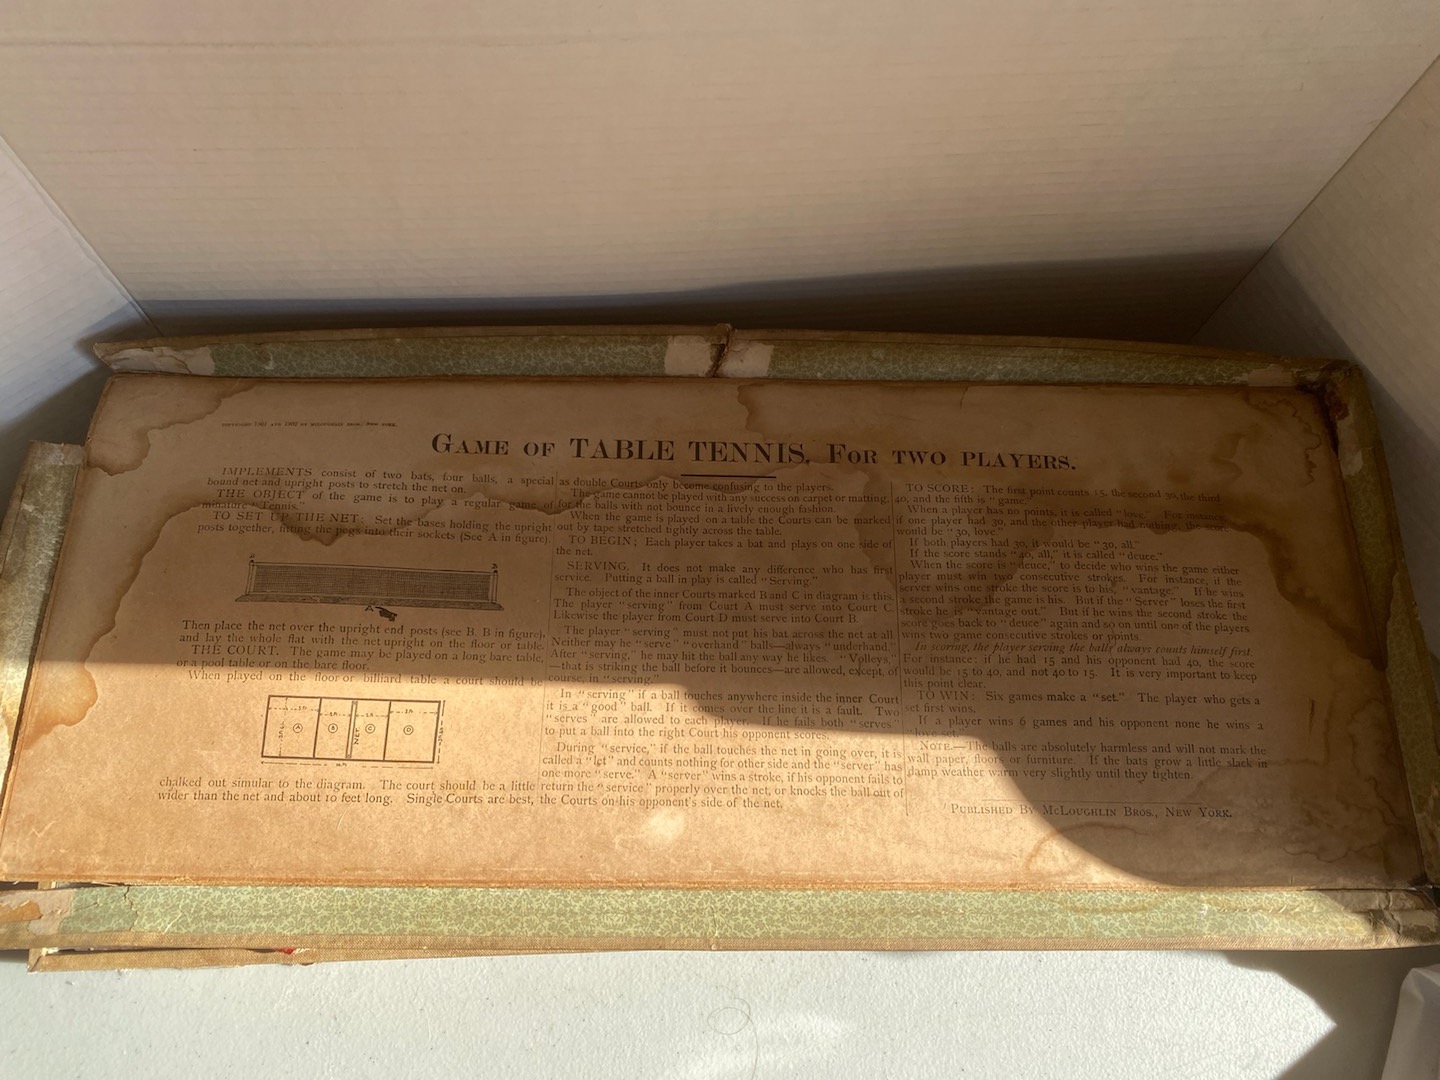 COPYRIGHT 1901 AND 1902 BY MCLOUGHLIN BROS., NEW YORK.
GAME OF TABLE TENNIS. FOR TWO PLAYERS.
IMPLEMENTS consist of two bats, four balls, a special
bound net and upright posts to stretch the net on.
THE OBJECT of the game is to play a regular game of
miniature "Tennis."
TO SET UP THE NET: Set the bases holding the upright
posts together, fitting the pegs into their sockets (See A in figure).
B
B
A
Then place the net over the upright end posts (see B. B in figure),
and lay the whole flat with the net upright on the floor or table.
THE COURT. The game may be played on a long bare table,
or a pool table or on the bare floor.
When played on the floor or billiard table a court should be
A B NET C D
chalked out simular to the diagram. The court should be a little
wider than the net and about 10 feet long. Single Courts are best,
as double Courts only become confusing to the players.
The game cannot be played with any success on carpet or matting,
for the balls with not bounce in a lively enough fashion.
When the game is played on a table the Courts can be marked
out by tape stretched tightly across the table.
TO BEGIN; Each player takes a bat and plays on one side of
the net.
SERVING. It does not make any difference who has first
service. Putting a ball in play is called "Serving."
The object of the inner Courts marked B and C in diagram is this.
The player "serving" from Court A must serve into Court C.
Likewise the player from Court D must serve into Court B.
The player "serving" must not put his bat across the net at all.
Neither may he "serve" "overhand" balls—always "underhand."
After "serving," he may hit the ball any way he likes. "Volleys,"
—that is striking the ball before it bounces—are allowed, except, of
course, in "serving."
In "serving" if a ball touches anywhere inside the inner Court
it is a "good" ball. If it comes over the line it is a fault. Two
"serves" are allowed to each player. If he fails both "serves"
to put a ball into the right Court his opponent scores.
During "service," if the ball touches the net in going over, it is
called a "let" and counts nothing for other side and the "server" has
one more "serve." A "server" wins a stroke, if his opponent fails to
return the "service" properly over the net, or knocks the ball out of
the Courts on his opponent's side of the net.
TO SCORE: The first point counts 15, the second 30, the third
40, and the fifth is "game."
When a player has no points, it is called "love." For instance
if one player had 30, and the other player had nothing, the score
would be "30, love."
If both players had 30, it would be "30, all."
If the score stands "40, all," it is called "deuce."
When the score is "deuce," to decide who wins the game either
player must win two consecutive strokes. For instance, if the
server wins one stroke the score is to his, "vantage." If he wins
a second stroke the game is his. But if the "Server" loses the first
stroke he is "vantage out." But if he wins the second stroke the
score goes back to "deuce" again and so on until one of the players
wins two game consecutive strokes or points.
In scoring, the player serving the balls always counts himself first.
For instance: if he had 15 and his opponent had 40, the score
would be 15 to 40, and not 40 to 15. It is very important to keep
this point clear.
TO WIN: Six games make a "set." The player who gets a
set first wins,
If a player wins 6 games and his opponent none he wins a
"love set."
NOTE.—The balls are absolutely harmless and will not mark the
wall paper, floors or furniture. If the bats grow a little slack in
damp weather warm very slightly until they tighten.
PUBLISHED BY MCLOUGHLIN BROS., NEW YORK.